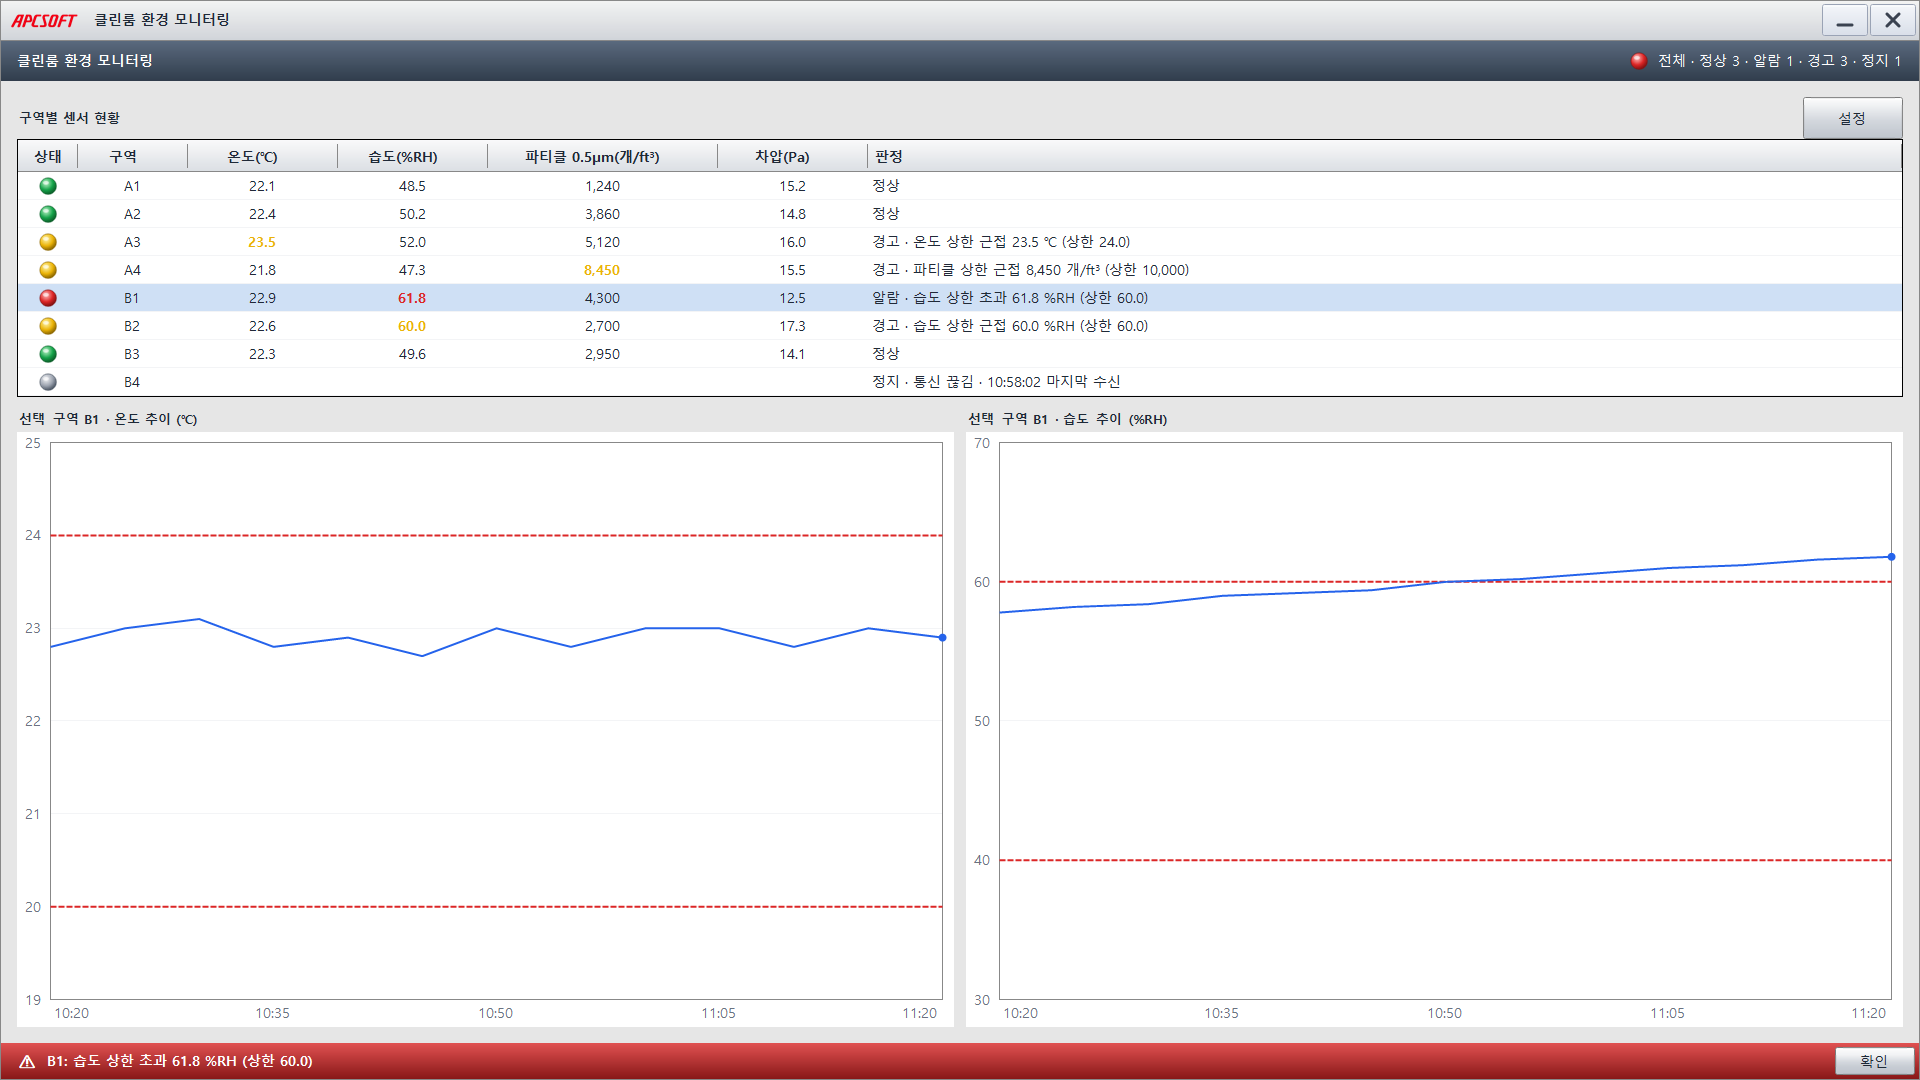 APCSOFT 클린룸 환경 모니터링
클린룸 환경 모니터링
전체 · 정상 3 · 알람 1 · 경고 3 · 정지 1
구역별 센서 현황
설정
상태 구역 온도(℃) 습도(%RH) 파티클 0.5µm(개/ft³) 차압(Pa) 판정
A1 22.1 48.5 1,240 15.2 정상
A2 22.4 50.2 3,860 14.8 정상
A3 23.5 52.0 5,120 16.0 경고 · 온도 상한 근접 23.5 ℃ (상한 24.0)
A4 21.8 47.3 8,450 15.5 경고 · 파티클 상한 근접 8,450 개/ft³ (상한 10,000)
B1 22.9 61.8 4,300 12.5 알람 · 습도 상한 초과 61.8 %RH (상한 60.0)
B2 22.6 60.0 2,700 17.3 경고 · 습도 상한 근접 60.0 %RH (상한 60.0)
B3 22.3 49.6 2,950 14.1 정상
B4 정지 · 통신 끊김 · 10:58:02 마지막 수신
선택 구역 B1 · 온도 추이 (℃)
25
24
23
22
21
20
19
10:20 10:35 10:50 11:05 11:20
선택 구역 B1 · 습도 추이 (%RH)
70
60
50
40
30
10:20 10:35 10:50 11:05 11:20
B1: 습도 상한 초과 61.8 %RH (상한 60.0)
확인